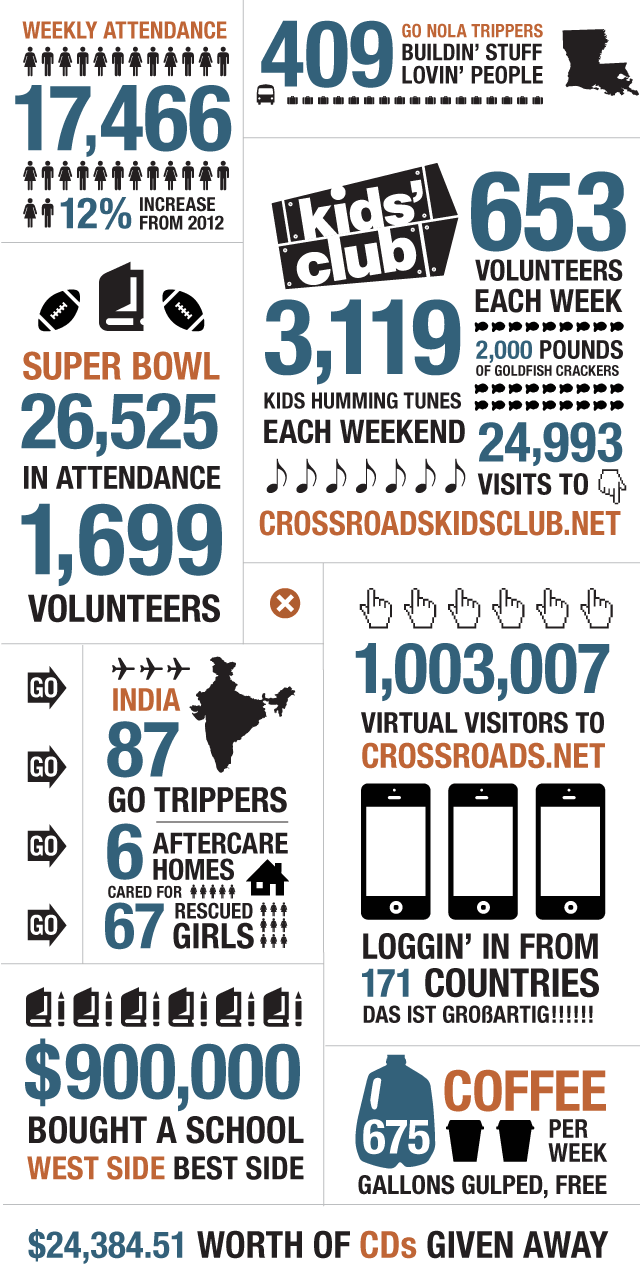 WEEKLY ATTENDANCE
17,466
12% INCREASE
FROM 2012
409
GO NOLA TRIPPERS
BUILDIN' STUFF
LOVIN' PEOPLE
kids'
club
3,119
KIDS HUMMING TUNES
EACH WEEKEND
653
VOLUNTEERS
EACH WEEK
2,000 POUNDS
OF GOLDFISH CRACKERS
24,993
VISITS TO
CROSSROADSKIDSCLUB.NET
SUPER BOWL
26,525
IN ATTENDANCE
1,699
VOLUNTEERS
GO
GO
GO
GO
INDIA
87
GO TRIPPERS
6 AFTERCARE
HOMES
CARED FOR
67 RESCUED
GIRLS
1,003,007
VIRTUAL VISITORS TO
CROSSROADS.NET
LOGGIN' IN FROM
171 COUNTRIES
DAS IST GROßARTIG!!!!!!
$900,000
BOUGHT A SCHOOL
WEST SIDE BEST SIDE
675
COFFEE
PER
WEEK
GALLONS GULPED, FREE
$24,384.51 WORTH OF CDs GIVEN AWAY